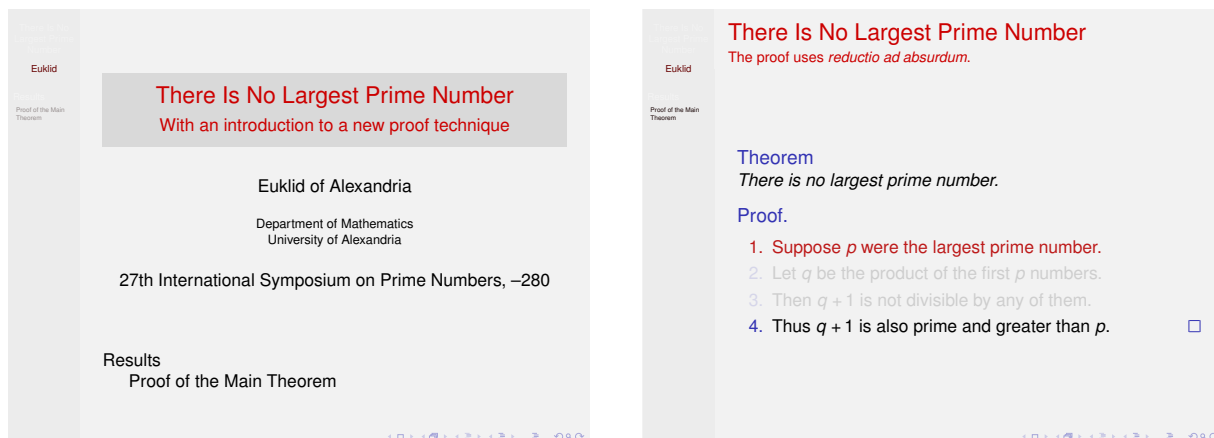 Euklid
Results
Proof of the Main
Theorem
There Is No Largest Prime Number
With an introduction to a new proof technique
Euklid of Alexandria
Department of Mathematics
University of Alexandria
27th International Symposium on Prime Numbers, –280
Results
Proof of the Main Theorem
Euklid
Proof of the Main
Theorem
There Is No Largest Prime Number
The proof uses reductio ad absurdum.
Theorem
There is no largest prime number.
Proof.
1. Suppose p were the largest prime number.
2. Let q be the product of the first p numbers.
3. Then q + 1 is not divisible by any of them.
4. Thus q + 1 is also prime and greater than p.